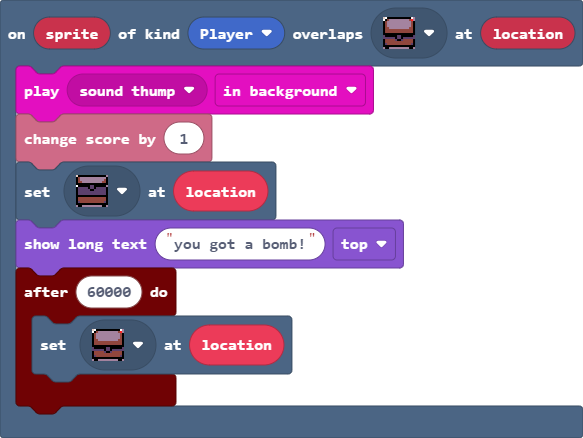 on sprite of kind Player overlaps at location
play sound thump in background
change score by 1
set at location
show long text "you got a bomb!" top
after 60000 do
set at location